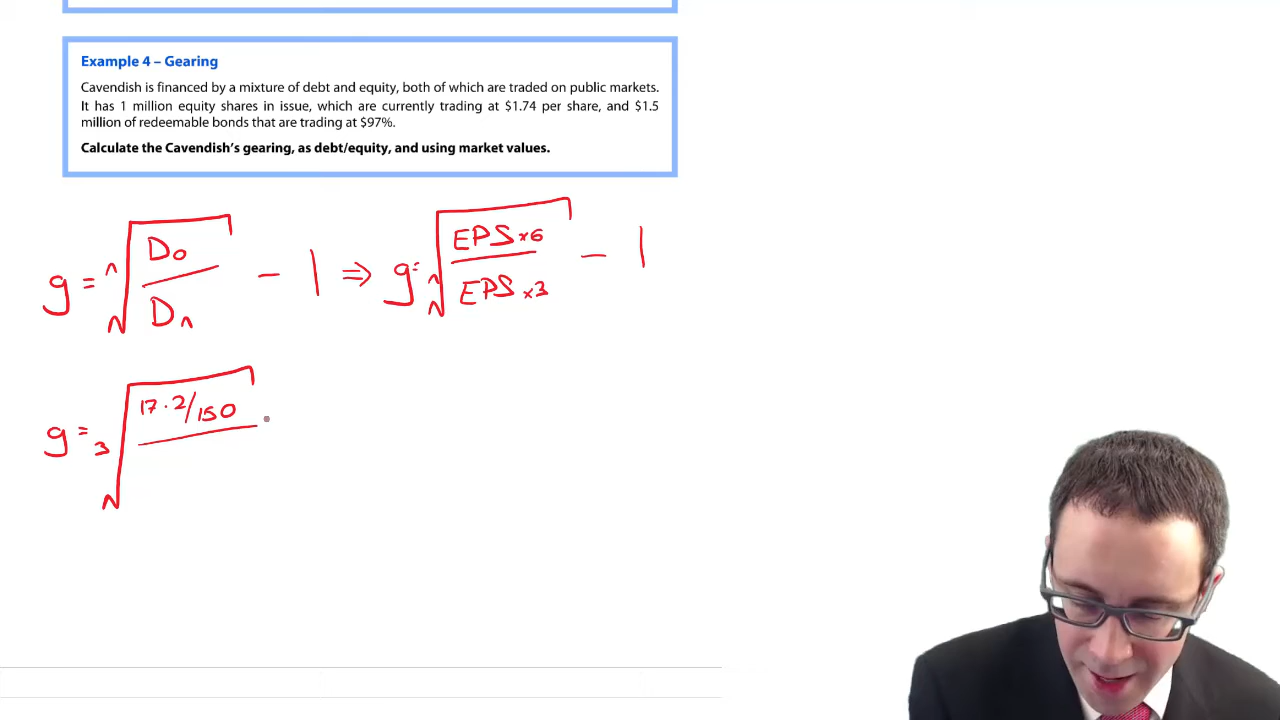 Example 4 – Gearing
Cavendish is financed by a mixture of debt and equity, both of which are traded on public markets.
It has 1 million equity shares in issue, which are currently trading at $1.74 per share, and $1.5
million of redeemable bonds that are trading at $97%.
Calculate the Cavendish's gearing, as debt/equity, and using market values.
g = n√(D0/Dn) - 1 ⇒ g = n√(EPS x6/EPS x3) - 1
g = 3√(17.2/150